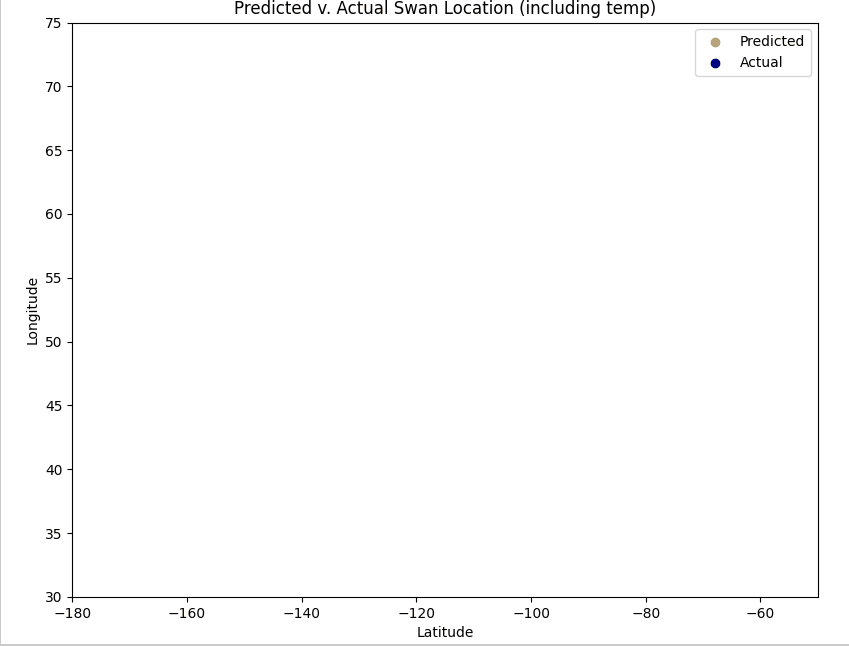 Predicted v. Actual Swan Location (including temp)
Predicted
Actual
75
70
65
60
55
50
45
40
35
30
Longitude
−180 −160 −140 −120 −100 −80 −60
Latitude